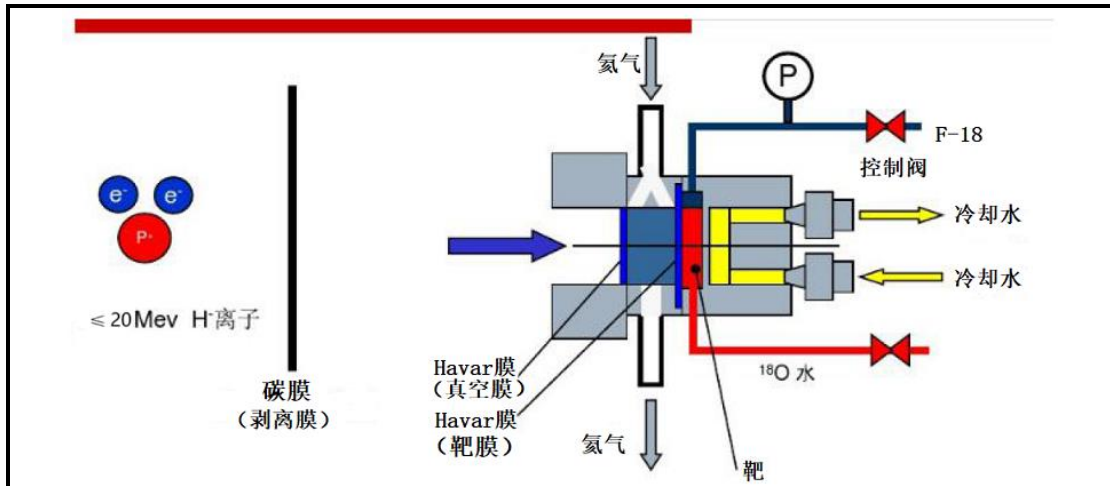 氦气
P
F-18
控制阀
e⁻ e⁻
P+
冷却水
冷却水
≤20Mev H⁻离子
Havar膜
（真空膜）
¹⁸O 水
碳膜
（剥离膜）
Havar膜
（靶膜）
氦气
靶